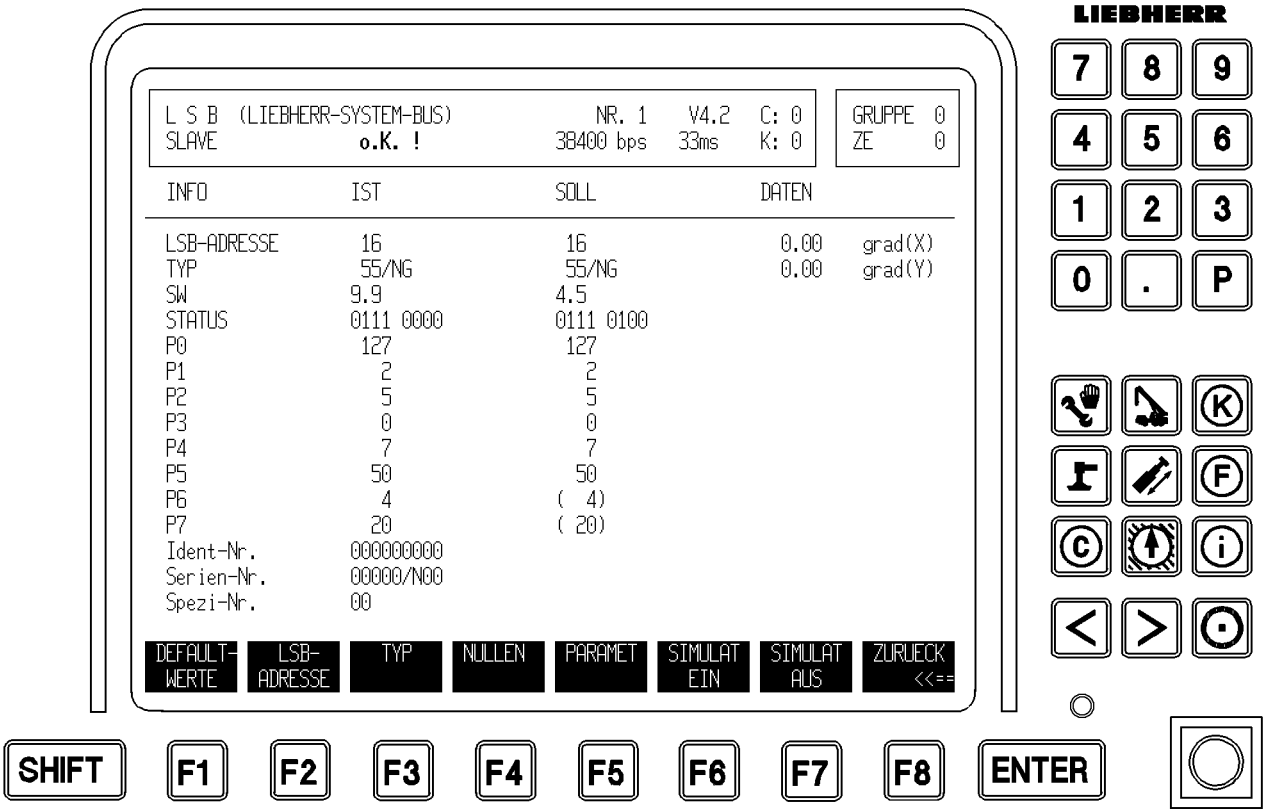 LIEBHERR
L S B (LIEBHERR-SYSTEM-BUS) NR. 1 V4.2 C: 0 GRUPPE 0
SLAVE o.K. ! 38400 bps 33ms K: 0 ZE 0
INFO IST SOLL DATEN
LSB-ADRESSE 16 16 0.00 grad(X)
TYP 55/NG 55/NG 0.00 grad(Y)
SW 9.9 4.5
STATUS 0111 0000 0111 0100
P0 127 127
P1 2 2
P2 5 5
P3 0 0
P4 7 7
P5 50 50
P6 4 ( 4)
P7 20 ( 20)
Ident-Nr. 000000000
Serien-Nr. 00000/N00
Spezi-Nr. 00
DEFAULT- LSB- TYP NULLEN PARAMET SIMULAT SIMULAT ZURUECK
WERTE ADRESSE EIN AUS <<==
7 8 9
4 5 6
1 2 3
0 . P
K
F
C i
< >
SHIFT F1 F2 F3 F4 F5 F6 F7 F8 ENTER